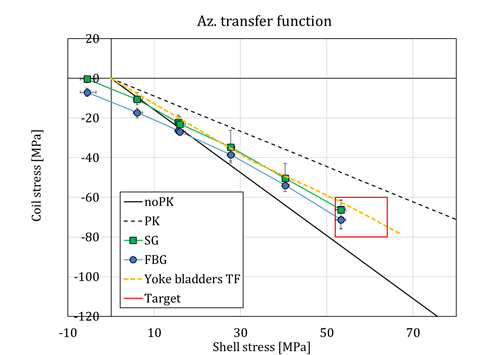 Az. transfer function
20
0
-20
-40
-60
-80
-100
-120
Coil stress [MPa]
noPK
PK
SG
FBG
Yoke bladders TF
Target
-10
10
30
50
70
Shell stress [MPa]